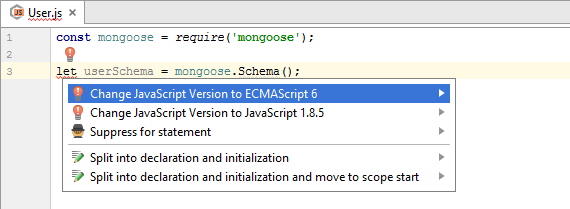 User.js
1 const mongoose = require('mongoose');
2
3 let userSchema = mongoose.Schema();
Change JavaScript Version to ECMAScript 6
Change JavaScript Version to JavaScript 1.8.5
Suppress for statement
Split into declaration and initialization
Split into declaration and initialization and move to scope start